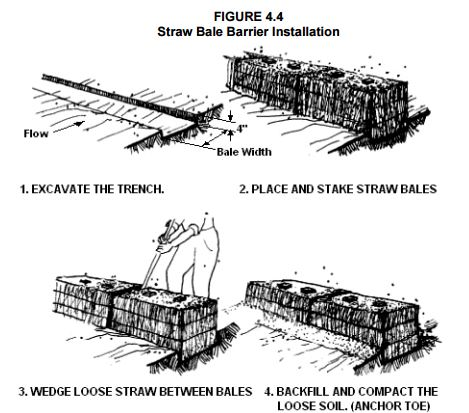 FIGURE 4.4
Straw Bale Barrier Installation
Flow
4"
Bale Width
1. EXCAVATE THE TRENCH.
2. PLACE AND STAKE STRAW BALES
3. WEDGE LOOSE STRAW BETWEEN BALES
4. BACKFILL AND COMPACT THE
LOOSE SOIL. (ANCHOR TOE)